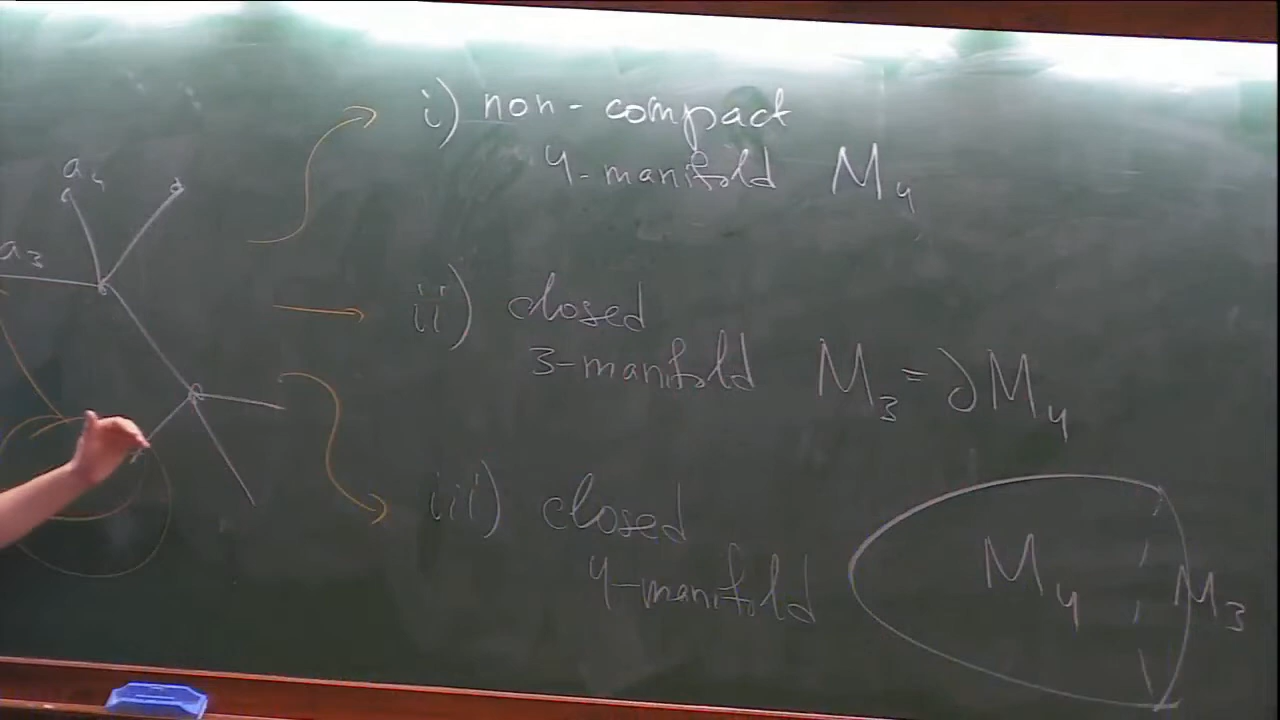 a₄
a₃
i) non-compact
4-manifold M₄
ii) closed
3-manifold M₃ = ∂M₄
iii) closed
4-manifold
M₄ M₃